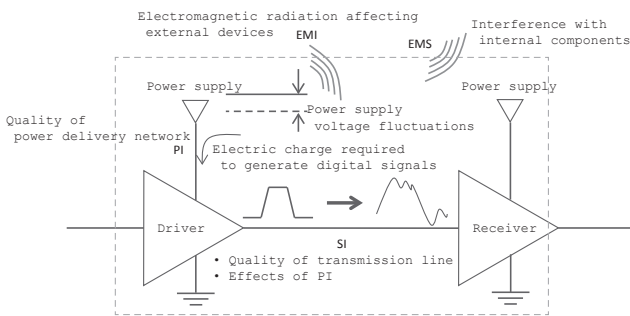 Electromagnetic radiation affecting
external devices
EMI
Interference with
internal components
EMS
Power supply
Power supply
Quality of
power delivery network
PI
Power supply
voltage fluctuations
Electric charge required
to generate digital signals
Driver
Receiver
SI
• Quality of transmission line
• Effects of PI